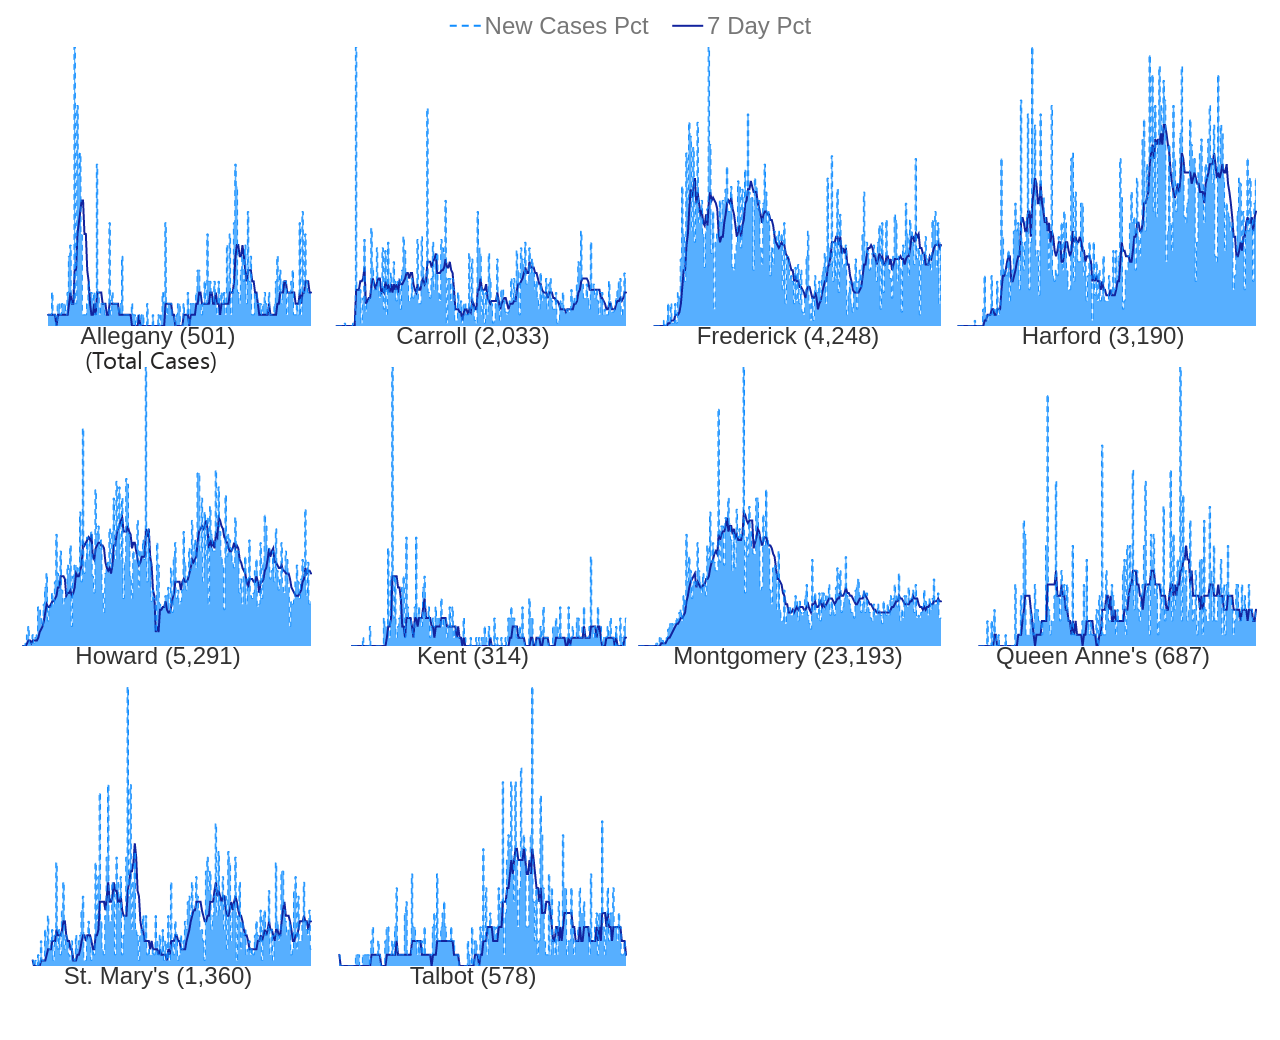 New Cases Pct 7 Day Pct
Allegany (501) Carroll (2,033) Frederick (4,248) Harford (3,190)
(Total Cases)
Howard (5,291) Kent (314) Montgomery (23,193) Queen Anne's (687)
St. Mary's (1,360) Talbot (578)